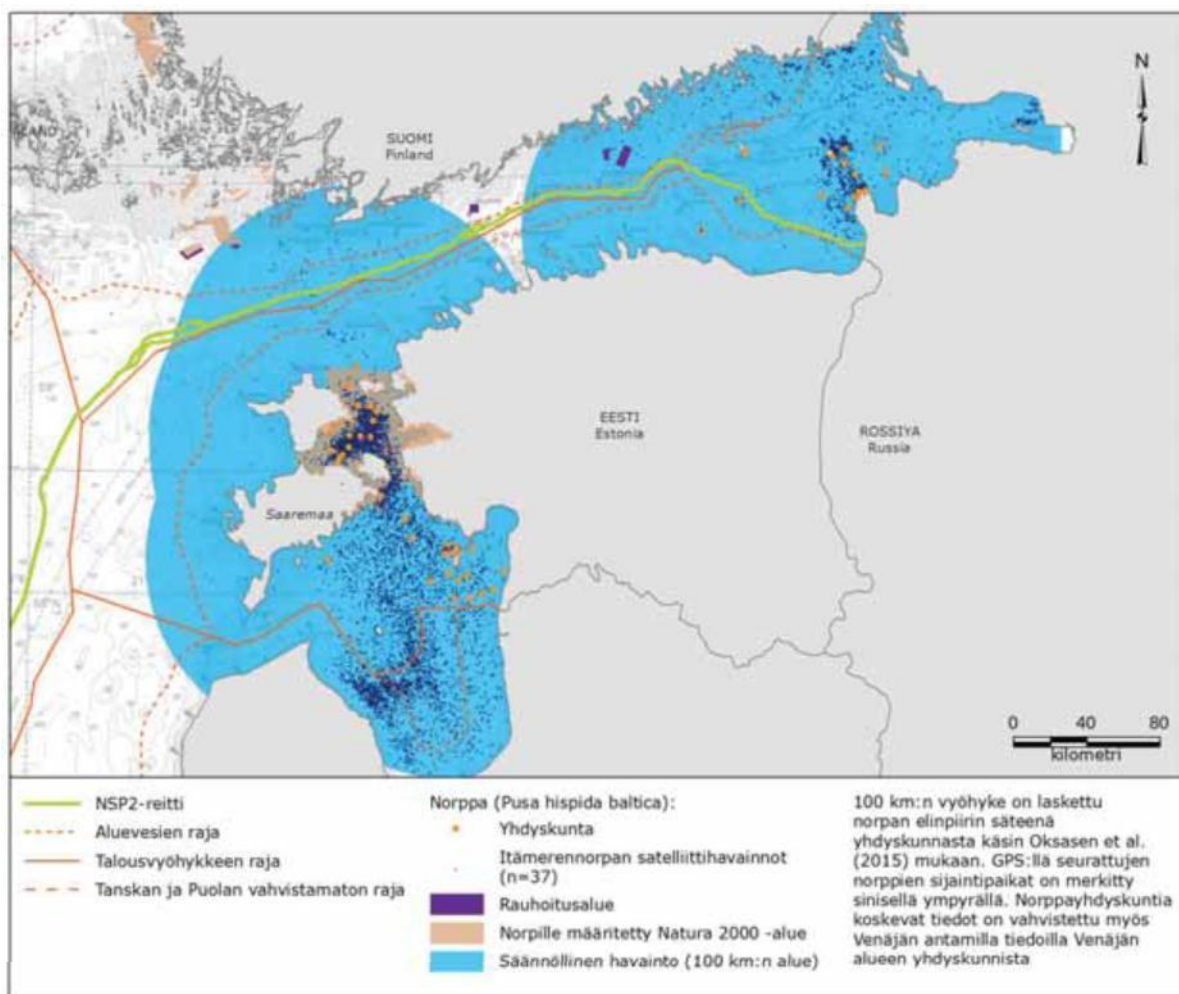 N
SUOMI
Finland
EESTI
Estonia
ROSSIYA
Russia
Saaremaa
0 40 80
kilometri
NSP2-reitti
Aluevesien raja
Talousvyöhykkeen raja
Tanskan ja Puolan vahvistamaton raja
Norppa (Pusa hispida baltica):
Yhdyskunta
Itämerennorpan satelliittihavainnot
(n=37)
Rauhoitusalue
Norpille määritetty Natura 2000 -alue
Säännöllinen havainto (100 km:n alue)
100 km:n vyöhyke on laskettu
norpan elinpiirin säteenä
yhdyskunnasta käsin Oksasen et al.
(2015) mukaan. GPS:llä seurattujen
norppien sijaintipaikat on merkitty
sinisellä ympyrällä. Norppayhdyskuntia
koskevat tiedot on vahvistettu myös
Venäjän antamilla tiedoilla Venäjän
alueen yhdyskunnista